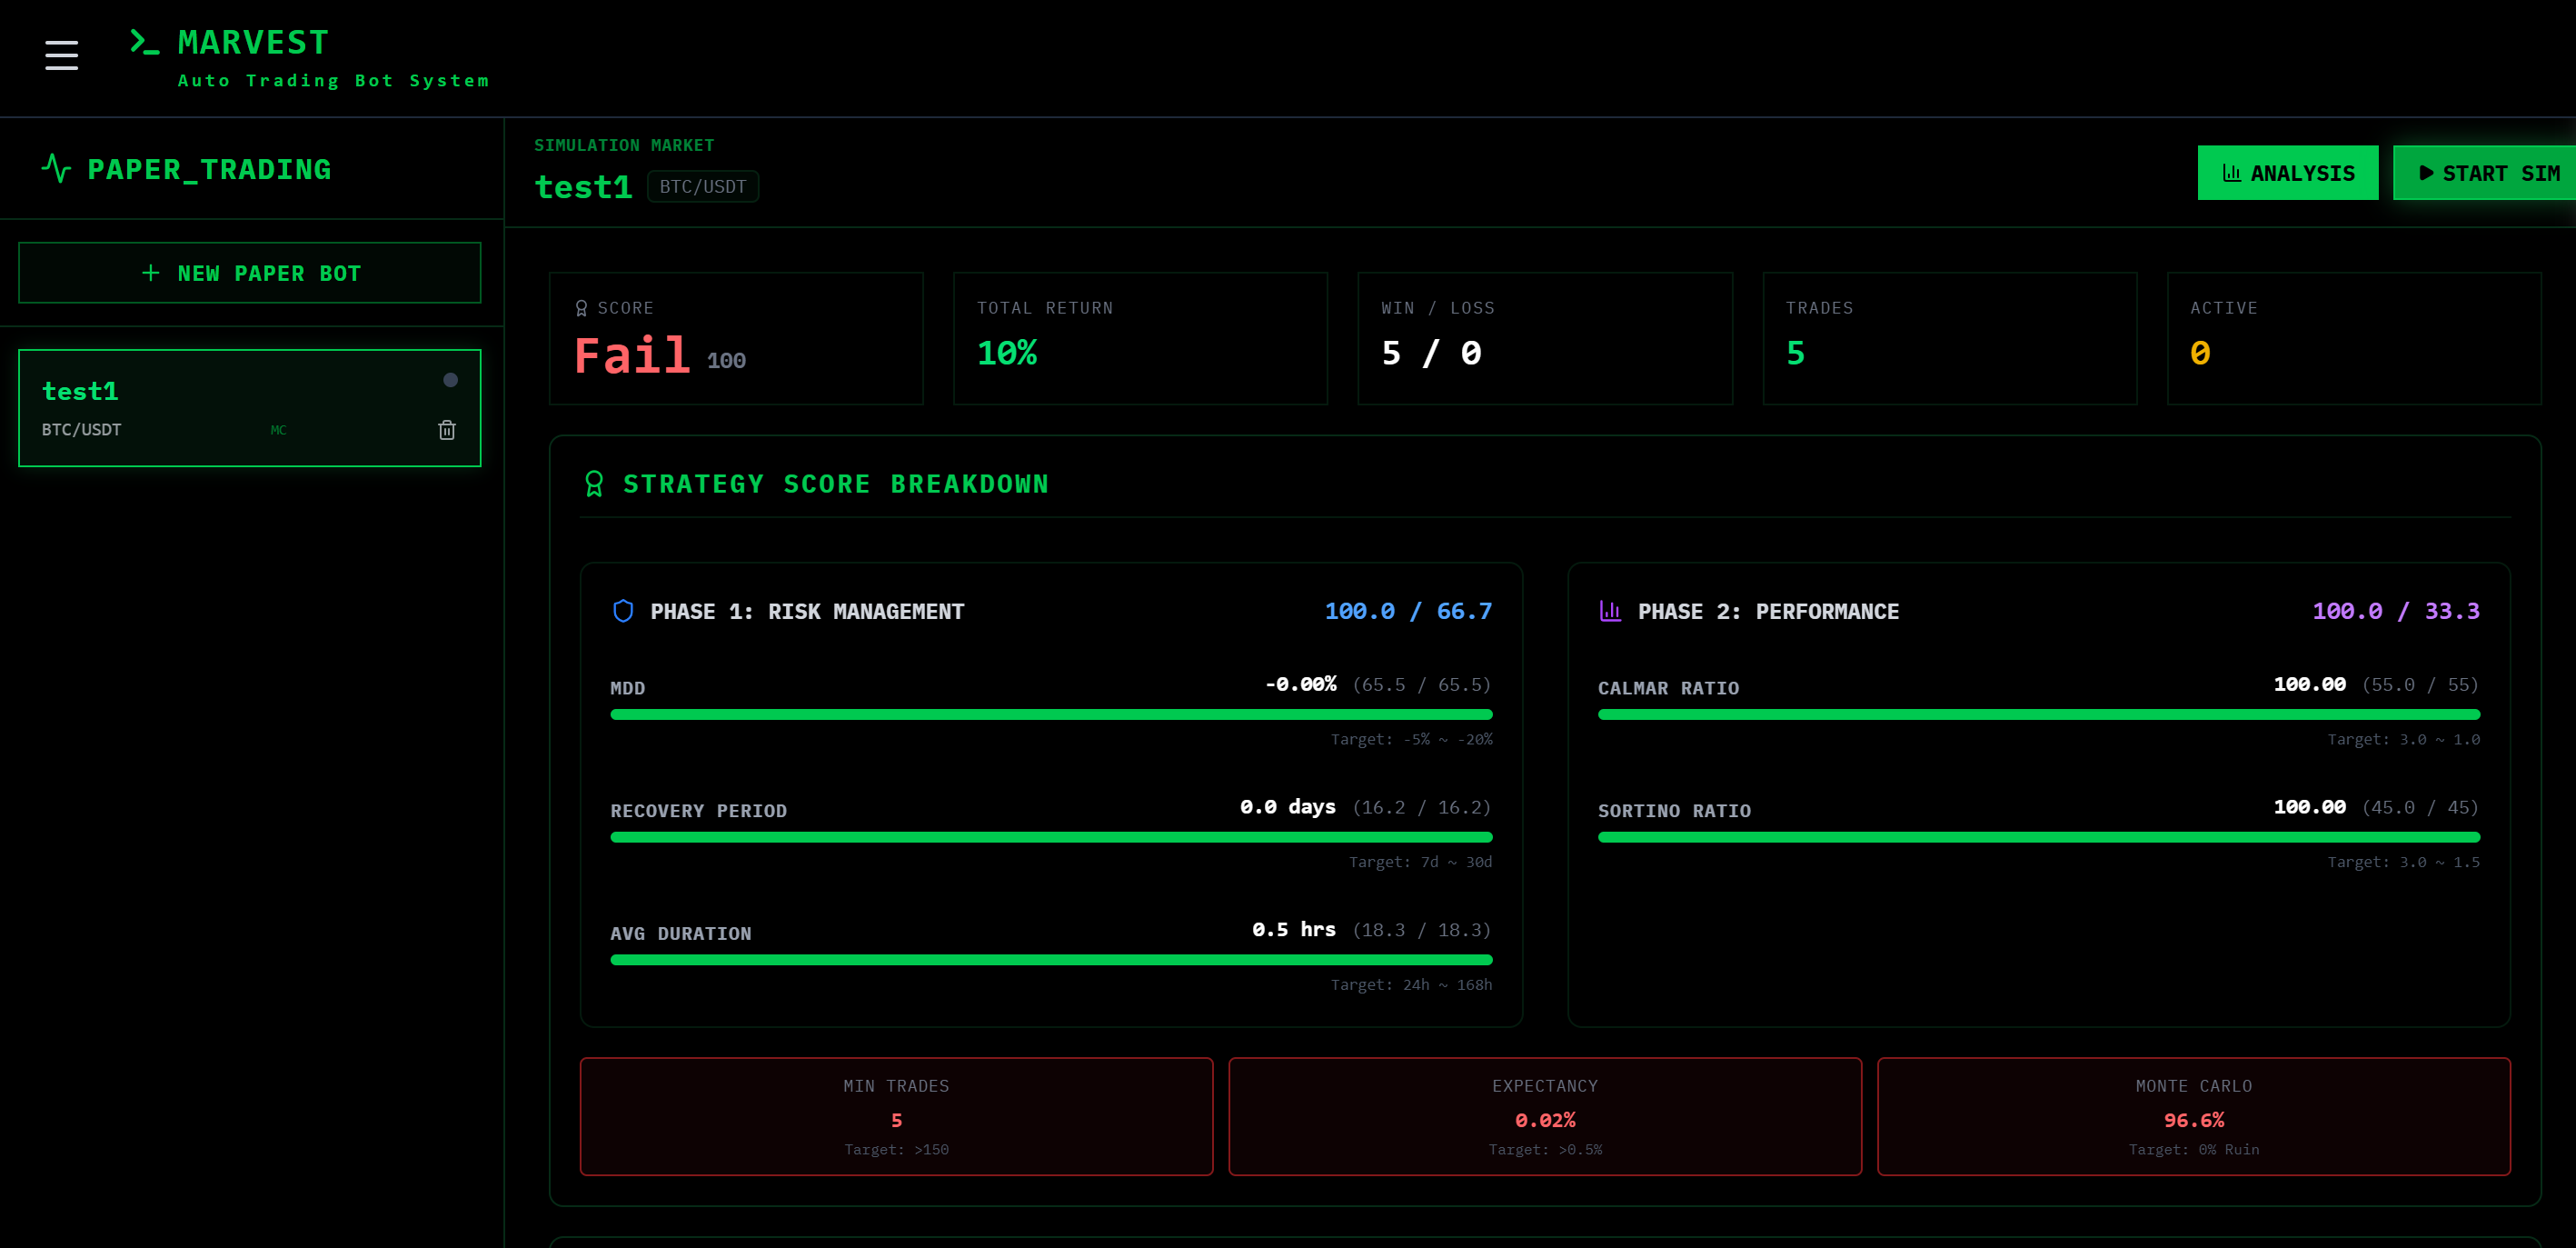 MARVEST
Auto Trading Bot System
PAPER_TRADING
NEW PAPER BOT
test1
BTC/USDT
MC
SIMULATION MARKET
test1
BTC/USDT
ANALYSIS
START SIM
SCORE
Fail 100
TOTAL RETURN
10%
WIN / LOSS
5 / 0
TRADES
5
ACTIVE
0
STRATEGY SCORE BREAKDOWN
PHASE 1: RISK MANAGEMENT
100.0 / 66.7
MDD
-0.00% (65.5 / 65.5)
Target: -5% ~ -20%
RECOVERY PERIOD
0.0 days (16.2 / 16.2)
Target: 7d ~ 30d
AVG DURATION
0.5 hrs (18.3 / 18.3)
Target: 24h ~ 168h
PHASE 2: PERFORMANCE
100.0 / 33.3
CALMAR RATIO
100.00 (55.0 / 55)
Target: 3.0 ~ 1.0
SORTINO RATIO
100.00 (45.0 / 45)
Target: 3.0 ~ 1.5
MIN TRADES
5
Target: >150
EXPECTANCY
0.02%
Target: >0.5%
MONTE CARLO
96.6%
Target: 0% Ruin